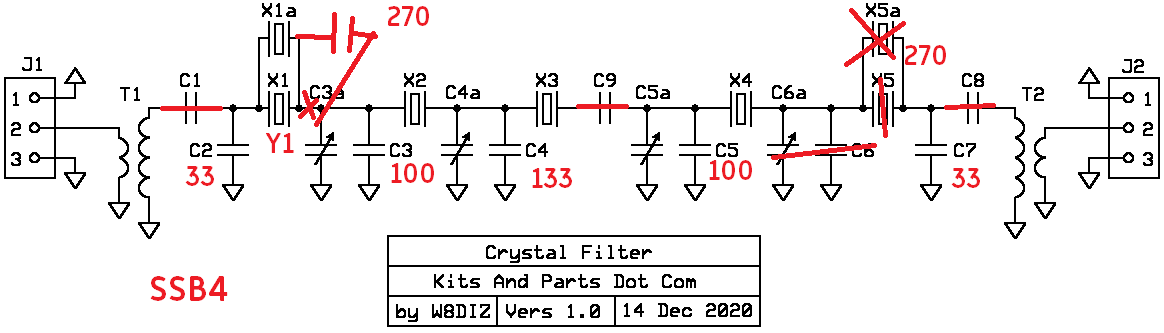 X1a
270
X5a
270
J1
J2
C1
X1
C3a
X2
C4a
X3
C9
C5a
X4
C6a
X5
C8
T1
T2
1
2
3
1
2
3
C2
33
Y1
C3
100
C4
133
C5
100
C6
C7
33
SSB4
Crystal Filter
Kits And Parts Dot Com
by W8DIZ Vers 1.0 14 Dec 2020